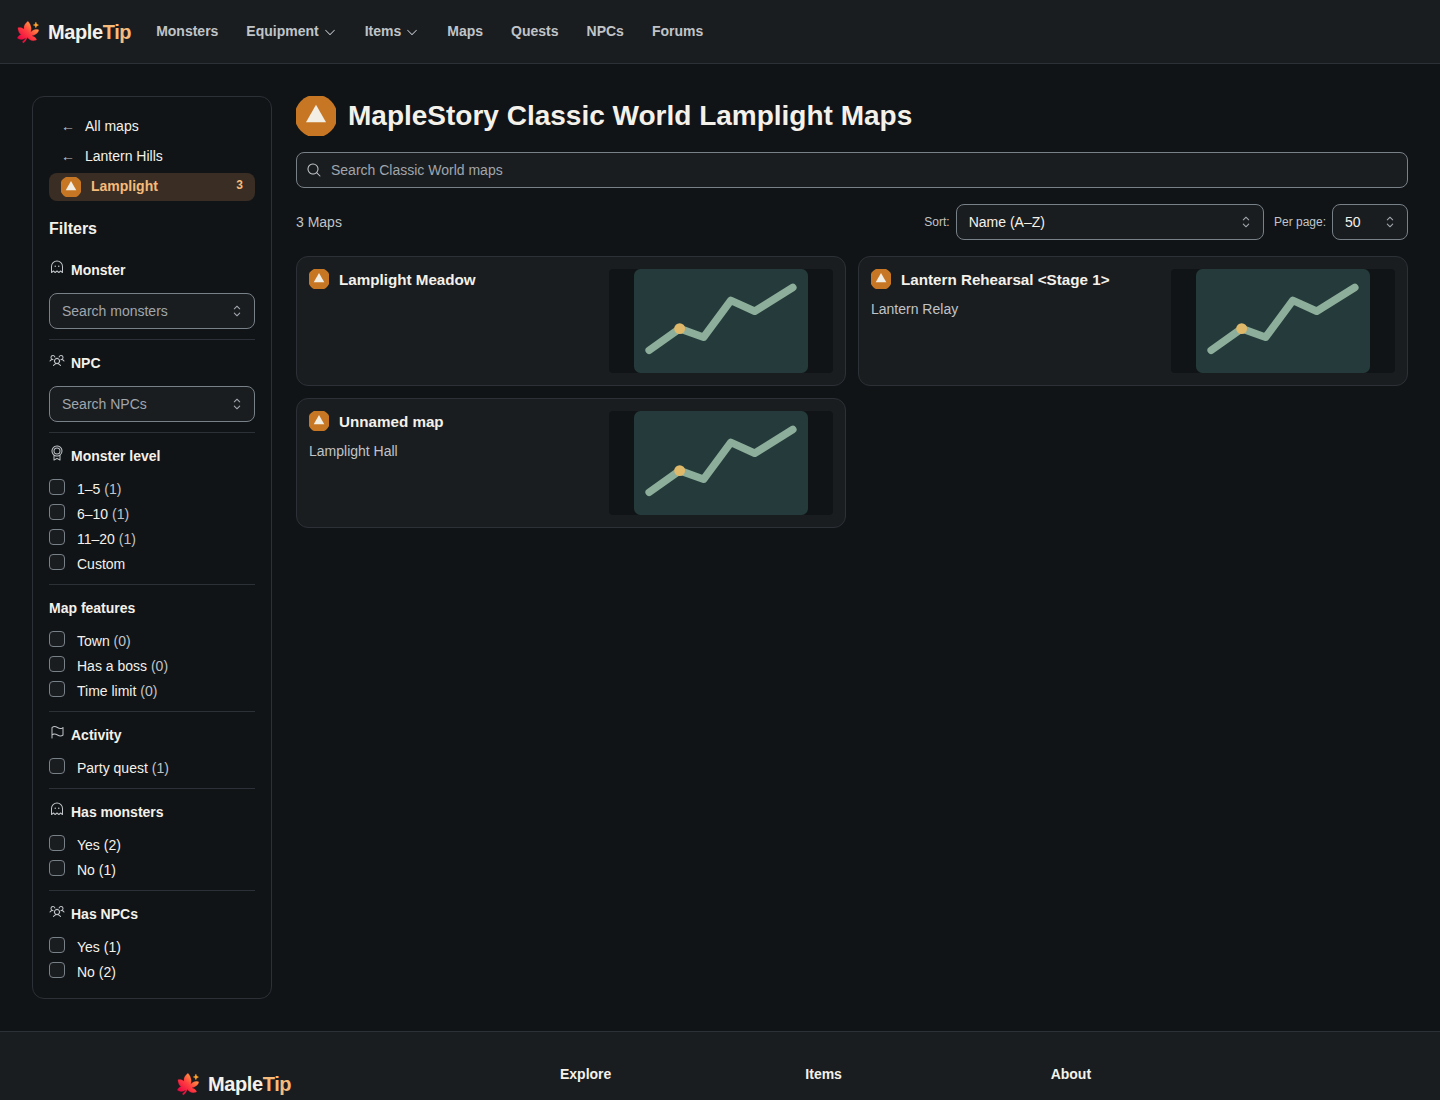 MapleTip Monsters Equipment Items Maps Quests NPCs Forums
← All maps
← Lantern Hills
Lamplight 3
Filters
Monster
Search monsters
NPC
Search NPCs
Monster level
1–5 (1)
6–10 (1)
11–20 (1)
Custom
Map features
Town (0)
Has a boss (0)
Time limit (0)
Activity
Party quest (1)
Has monsters
Yes (2)
No (1)
Has NPCs
Yes (1)
No (2)
MapleStory Classic World Lamplight Maps
Search Classic World maps
3 Maps Sort: Name (A–Z) Per page: 50
Lamplight Meadow
Lantern Rehearsal <Stage 1>
Lantern Relay
Unnamed map
Lamplight Hall
MapleTip Explore Items About